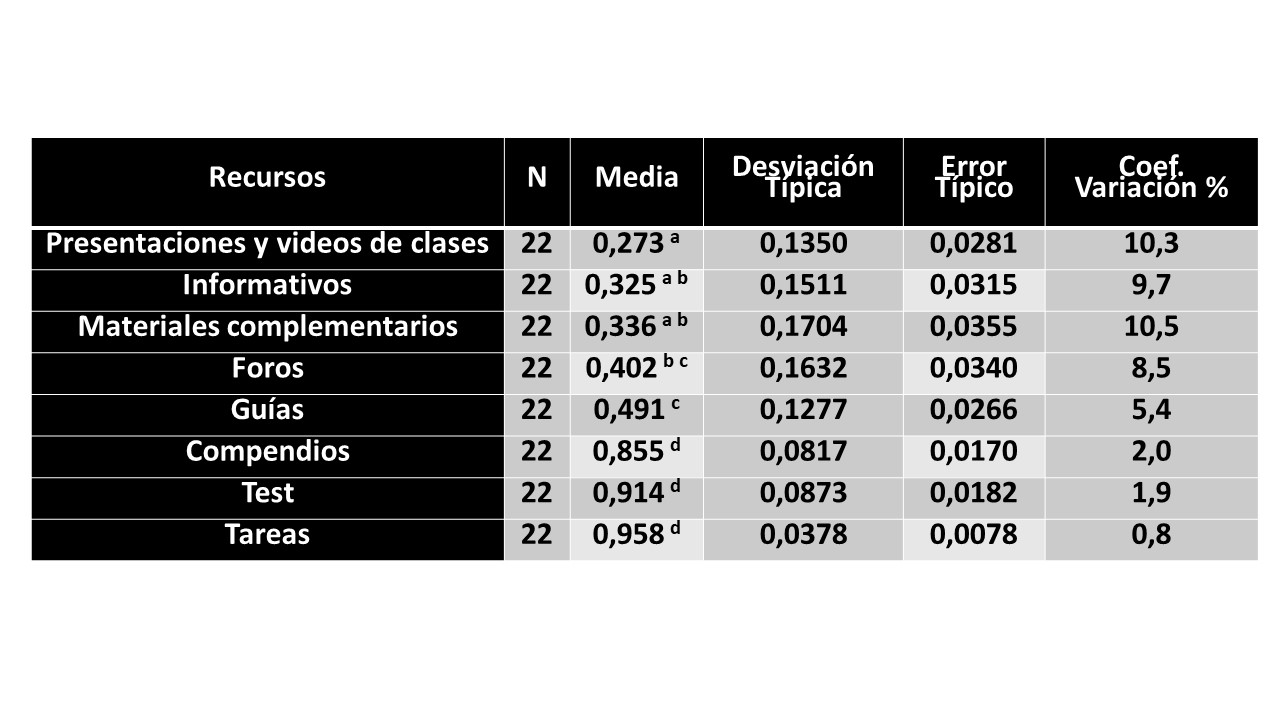 Recursos N Media Desviación Típica Error Típico Coef. Variación %
Presentaciones y videos de clases 22 0,273 a 0,1350 0,0281 10,3
Informativos 22 0,325 a b 0,1511 0,0315 9,7
Materiales complementarios 22 0,336 a b 0,1704 0,0355 10,5
Foros 22 0,402 b c 0,1632 0,0340 8,5
Guías 22 0,491 c 0,1277 0,0266 5,4
Compendios 22 0,855 d 0,0817 0,0170 2,0
Test 22 0,914 d 0,0873 0,0182 1,9
Tareas 22 0,958 d 0,0378 0,0078 0,8